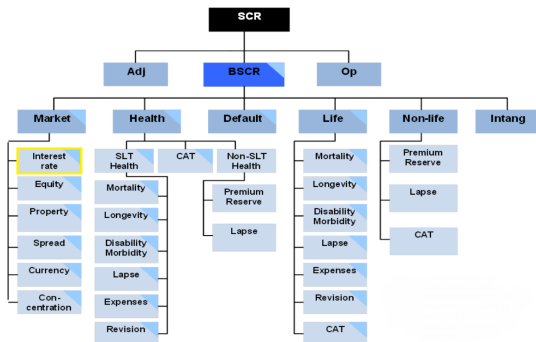 SCR
Adj
BSCR
Op
Market
Health
Default
Life
Non-life
Intang
Interest
rate
Equity
Property
Spread
Currency
Con-
centration
SLT
Health
CAT
Non-SLT
Health
Mortality
Longevity
Disability
Morbidity
Lapse
Expenses
Revision
Premium
Reserve
Lapse
Mortality
Longevity
Disability
Morbidity
Lapse
Expenses
Revision
CAT
Premium
Reserve
Lapse
CAT